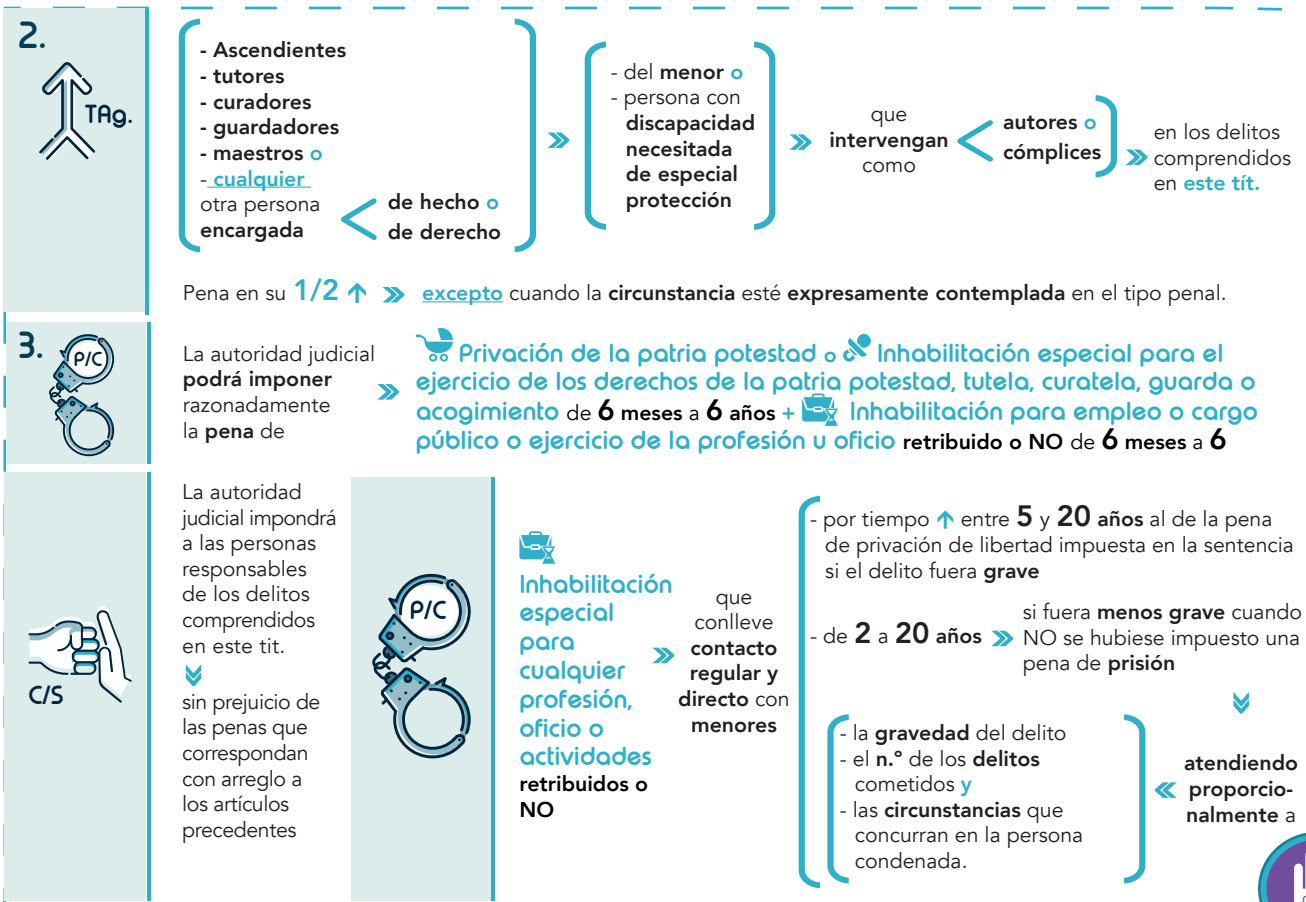 2.
TAg.
- Ascendientes
- tutores
- curadores
- guardadores
- maestros o
- cualquier
otra persona
encargada
de hecho o
de derecho
- del menor o
- persona con
discapacidad
necesitada
de especial
protección
que
intervengan
como
autores o
cómplices
en los delitos
comprendidos
en este tít.
Pena en su 1/2 ↑ » excepto cuando la circunstancia esté expresamente contemplada en el tipo penal.
3.
P/C
La autoridad judicial
podrá imponer
razonadamente
la pena de
Privación de la patria potestad o Inhabilitación especial para el
ejercicio de los derechos de la patria potestad, tutela, curatela, guarda o
acogimiento de 6 meses a 6 años + Inhabilitación para empleo o cargo
público o ejercicio de la profesión u oficio retribuido o NO de 6 meses a 6
C/S
La autoridad
judicial impondrá
a las personas
responsables
de los delitos
comprendidos
en este tit.
sin prejuicio de
las penas que
correspondan
con arreglo a
los artículos
precedentes
P/C
Inhabilitación
especial
para
cualquier
profesión,
oficio o
actividades
retribuidos o
NO
que
conlleve
contacto
regular y
directo con
menores
- por tiempo ↑ entre 5 y 20 años al de la pena
de privación de libertad impuesta en la sentencia
si el delito fuera grave
- de 2 a 20 años »
si fuera menos grave cuando
NO se hubiese impuesto una
pena de prisión
atendiendo
proporcio-
nalmente a
- la gravedad del delito
- el n.º de los delitos
cometidos y
- las circunstancias que
concurran en la persona
condenada.